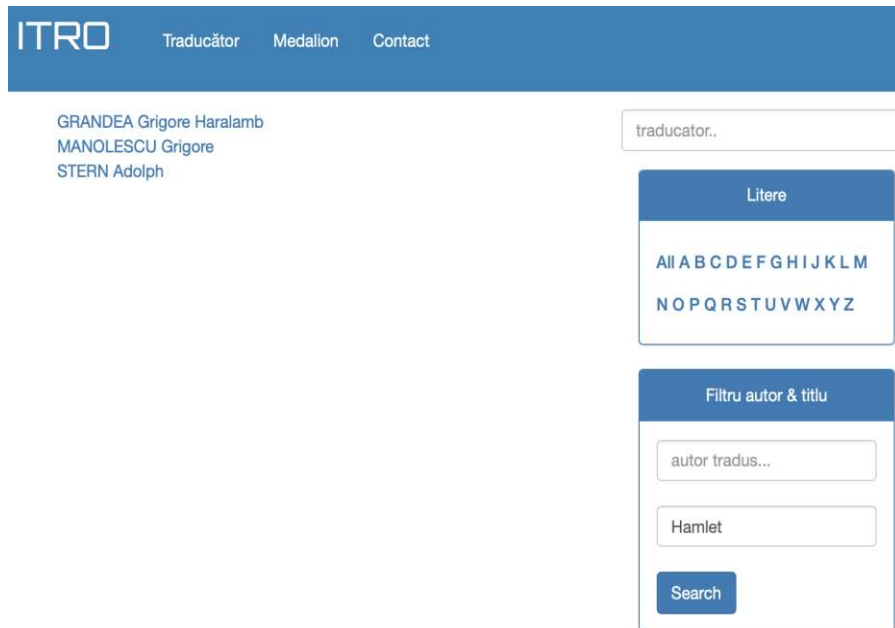 ITRO Traducător Medalion Contact
GRANDEA Grigore Haralamb
MANOLESCU Grigore
STERN Adolph
traducator..
Litere
All A B C D E F G H I J K L M
N O P Q R S T U V W X Y Z
Filtru autor & titlu
autor tradus...
Hamlet
Search